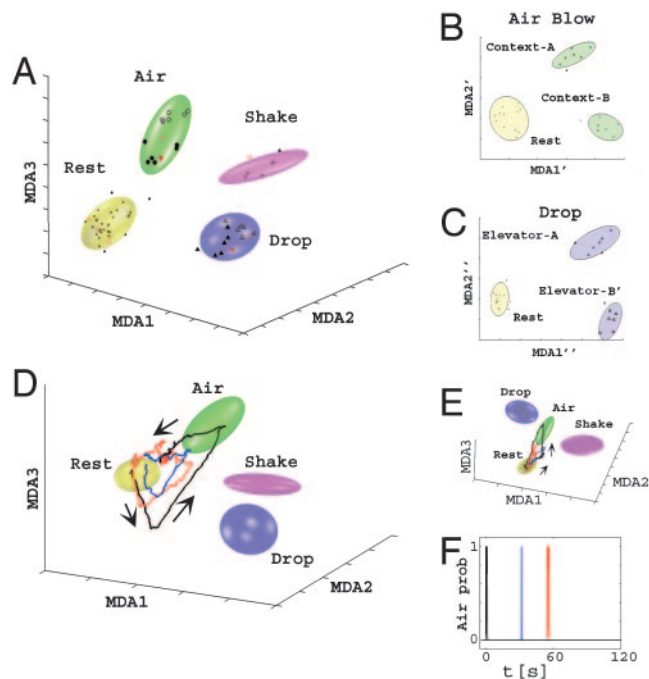 A
Air
Shake
Rest
Drop
MDA3
MDA1
MDA2
B
Air Blow
Context-A
Context-B
Rest
MDA2'
MDA1'
C
Drop
Elevator-A
Elevator-B'
Rest
MDA2''
MDA1''
D
Air
Rest
Shake
Drop
MDA3
MDA1
MDA2
E
Drop
Air
Shake
Rest
MDA3
MDA1
MDA2
F
Air prob
1
0
0
60
120
t[s]